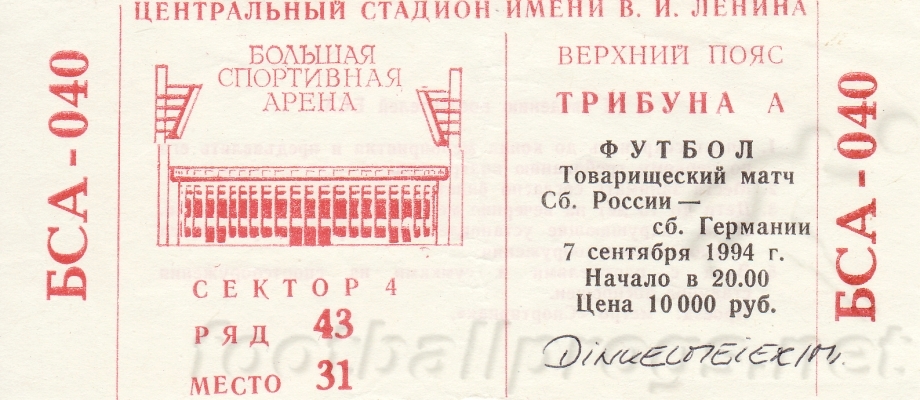 ЦЕНТРАЛЬНЫЙ СТАДИОН ИМЕНИ В. И. ЛЕНИНА
БСА - 040
БОЛЬШАЯ
СПОРТИВНАЯ
АРЕНА
СЕКТОР 4
РЯД 43
МЕСТО 31
ВЕРХНИЙ ПОЯС
ТРИБУНА А
ФУТБОЛ
Товарищеский матч
Сб. России —
сб. Германии
7 сентября 1994 г.
Начало в 20.00
Цена 10 000 руб.
БСА - 040